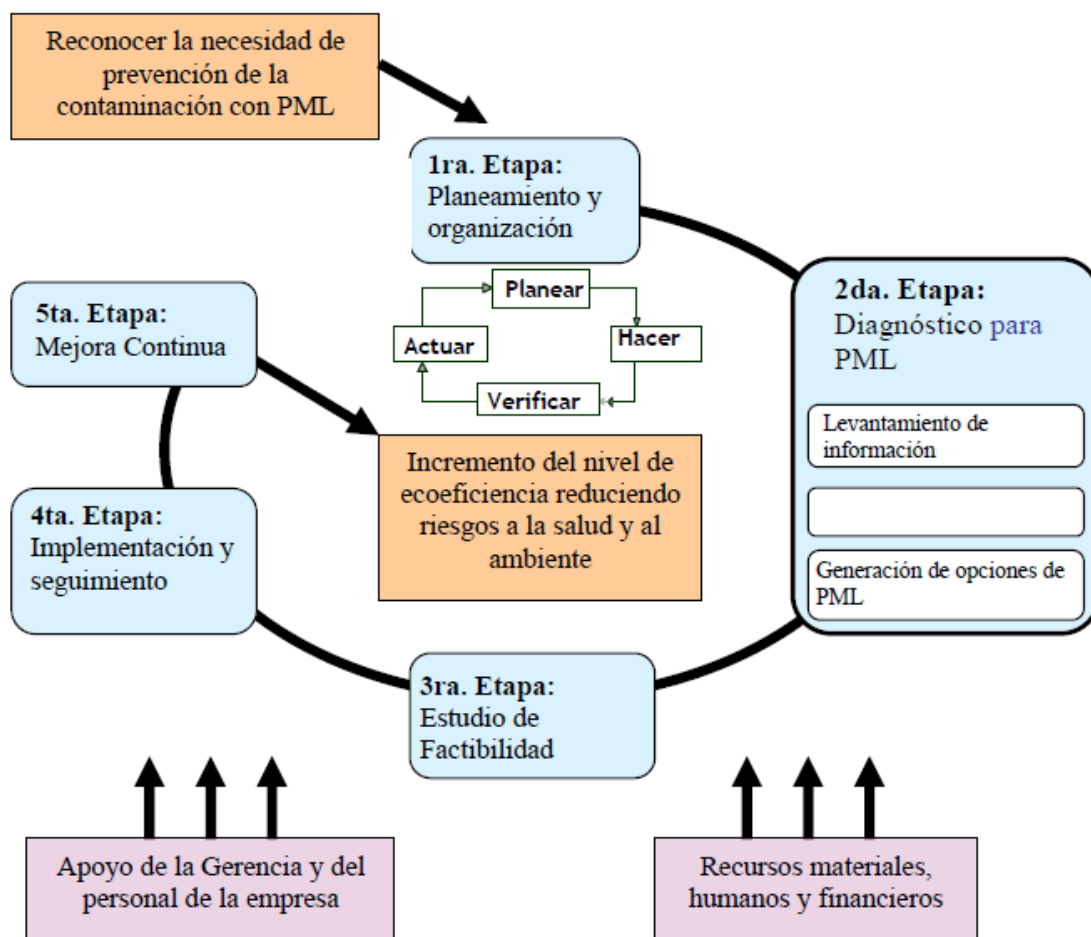 Reconocer la necesidad de
prevención de la
contaminación con PML
1ra. Etapa:
Planeamiento y
organización
2da. Etapa:
Diagnóstico para
PML
Levantamiento de
información
Generación de opciones de
PML
Planear
Hacer
Verificar
Actuar
5ta. Etapa:
Mejora Continua
Incremento del nivel de
ecoeficiencia reduciendo
riesgos a la salud y al
ambiente
4ta. Etapa:
Implementación y
seguimiento
3ra. Etapa:
Estudio de
Factibilidad
Apoyo de la Gerencia y del
personal de la empresa
Recursos materiales,
humanos y financieros